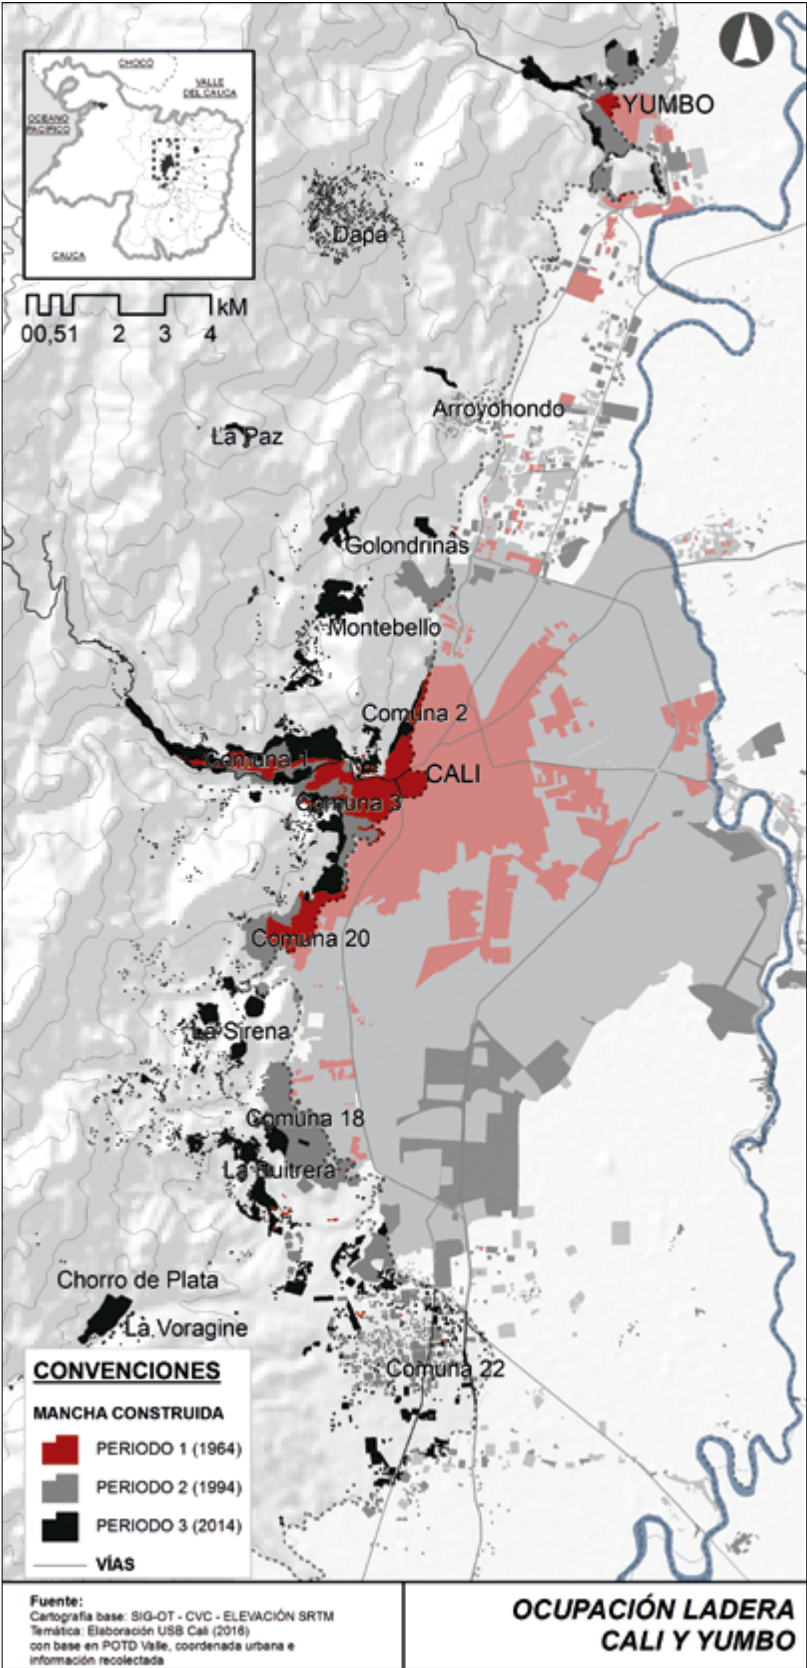 CHOCÓ
VALLE
DEL CAUCA
OCEANO
PACÍFICO
CAUCA
YUMBO
Dapa
kM
00,51 2 3 4
Arroyohondo
La Paz
Golondrinas
Montebello
Comuna 2
Comuna 1
CALI
Comuna 3
Comuna 20
La Sirena
Comuna 18
La Buitrera
Chorro de Plata
La Voragine
Comuna 22
CONVENCIONES
MANCHA CONSTRUIDA
PERIODO 1 (1964)
PERIODO 2 (1994)
PERIODO 3 (2014)
VÍAS
Fuente:
Cartografía base: SIG-OT - CVC - ELEVACIÓN SRTM
Temática: Elaboración USB Cali (2016)
con base en POTD Valle, coordenada urbana e
información recolectada
OCUPACIÓN LADERA
CALI Y YUMBO